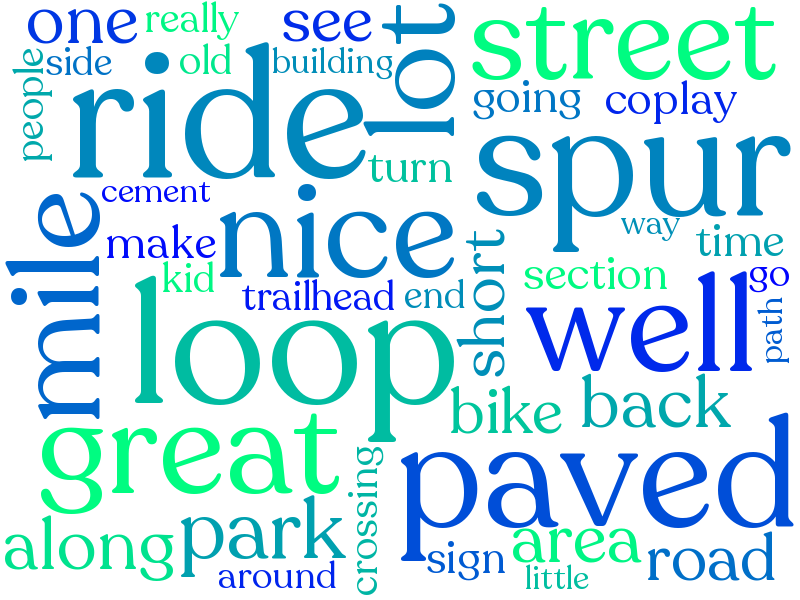 one
really
see
lot
street
people
side
old
building
ride
going
coplay
turn
spur
cement
mile
nice
way
make
short
time
kid
section
go
trailhead
end
well
path
loop
bike
back
great
crossing
paved
along
park
sign
area
road
around
little